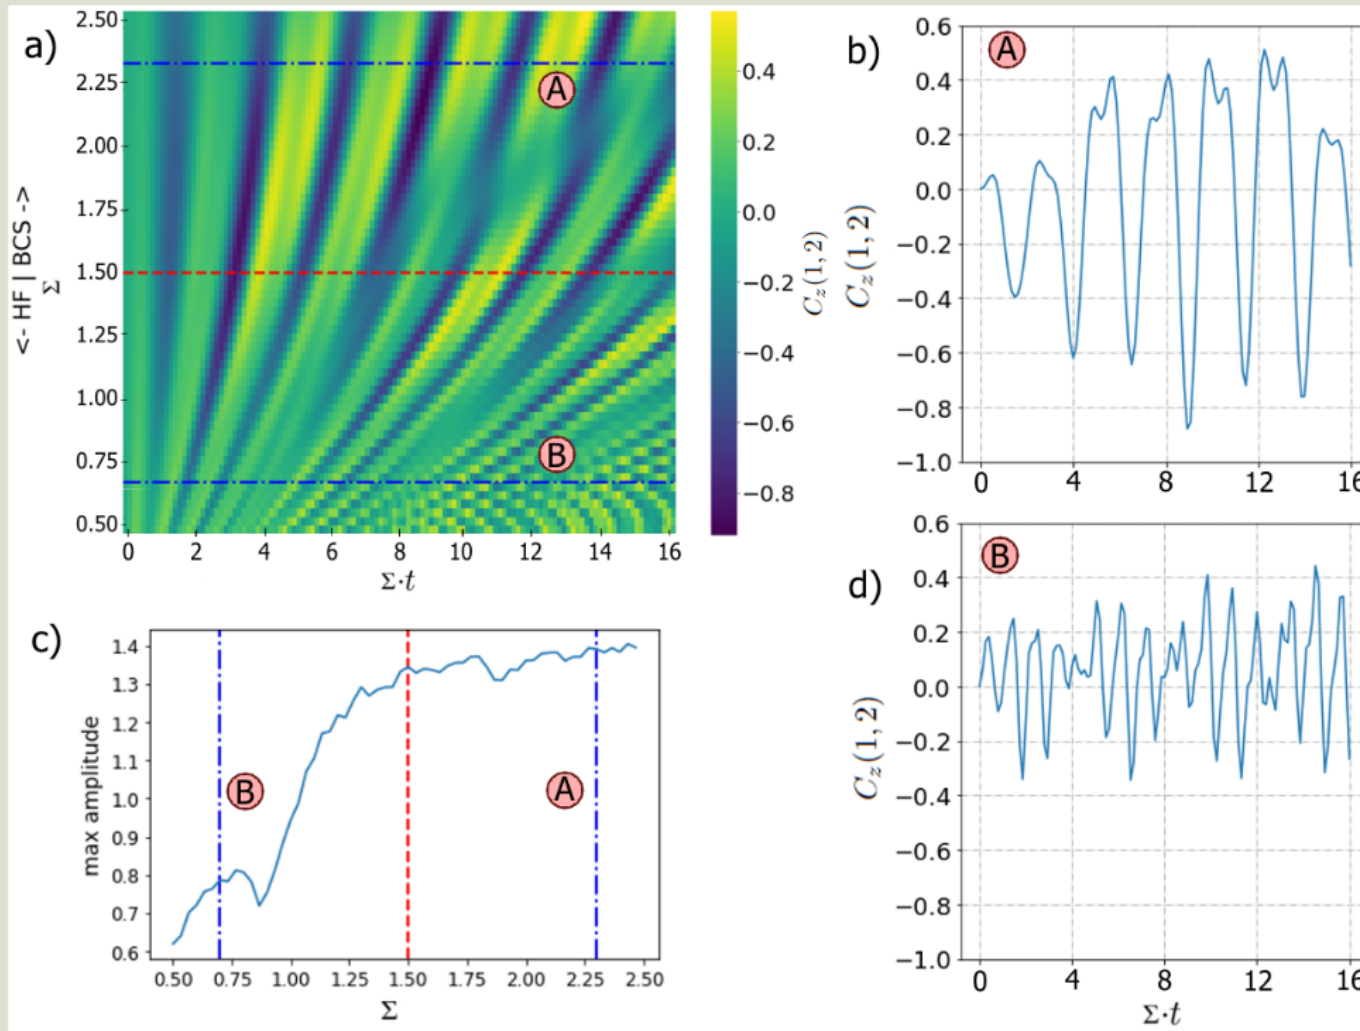 a)
2.50
2.25
2.00
1.75
1.50
1.25
1.00
0.75
0.50
<- HF | BCS ->
Σ
A
B
0 2 4 6 8 10 12 14 16
Σ·t
0.4
0.2
0.0
−0.2
−0.4
−0.6
−0.8
C_z(1,2)
b)
A
0.6
0.4
0.2
0.0
−0.2
−0.4
−0.6
−0.8
−1.0
C_z(1,2)
0 4 8 12 16
c)
1.4
1.3
1.2
1.1
1.0
0.9
0.8
0.7
0.6
max amplitude
B
A
0.50 0.75 1.00 1.25 1.50 1.75 2.00 2.25 2.50
Σ
d)
B
0.6
0.4
0.2
0.0
−0.2
−0.4
−0.6
−0.8
−1.0
C_z(1,2)
0 4 8 12 16
Σ·t